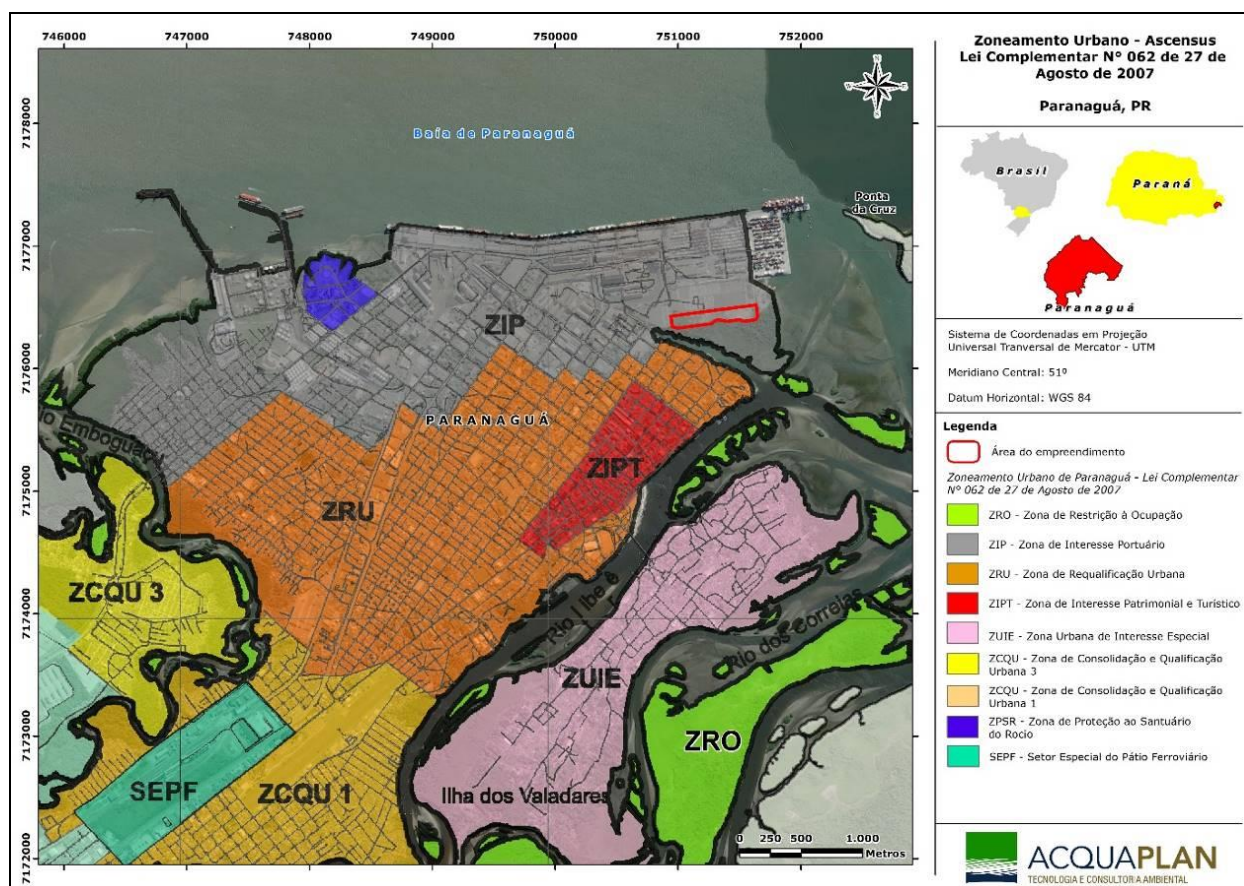 746000 747000 748000 749000 750000 751000 752000
7178000
7177000
7176000
7175000
7174000
7173000
7172000
Baía de Paranaguá
Ponta
da Cruz
ZIP
PARANAGUÁ
Emboguaçu
ZIPT
ZRU
ZCQU 3
Rio Itiberê
Rio dos Correias
ZUIE
ZRO
SEPF
ZCQU 1
Ilha dos Valadares
0 250 500 1.000
Metros
Zoneamento Urbano - Ascensus
Lei Complementar N° 062 de 27 de
Agosto de 2007
Paranaguá, PR
Brasil
Paraná
Paranaguá
Sistema de Coordenadas em Projeção
Universal Tranversal de Mercator - UTM
Meridiano Central: 51º
Datum Horizontal: WGS 84
Legenda
Área do empreendimento
Zoneamento Urbano de Paranaguá - Lei Complementar
N° 062 de 27 de Agosto de 2007
ZRO - Zona de Restrição à Ocupação
ZIP - Zona de Interesse Portuário
ZRU - Zona de Requalificação Urbana
ZIPT - Zona de Interesse Patrimonial e Turístico
ZUIE - Zona Urbana de Interesse Especial
ZCQU - Zona de Consolidação e Qualificação
Urbana 3
ZCQU - Zona de Consolidação e Qualificação
Urbana 1
ZPSR - Zona de Proteção ao Santuário
do Rocio
SEPF - Setor Especial do Pátio Ferroviário
ACQUAPLAN
TECNOLOGIA E CONSULTORIA AMBIENTAL